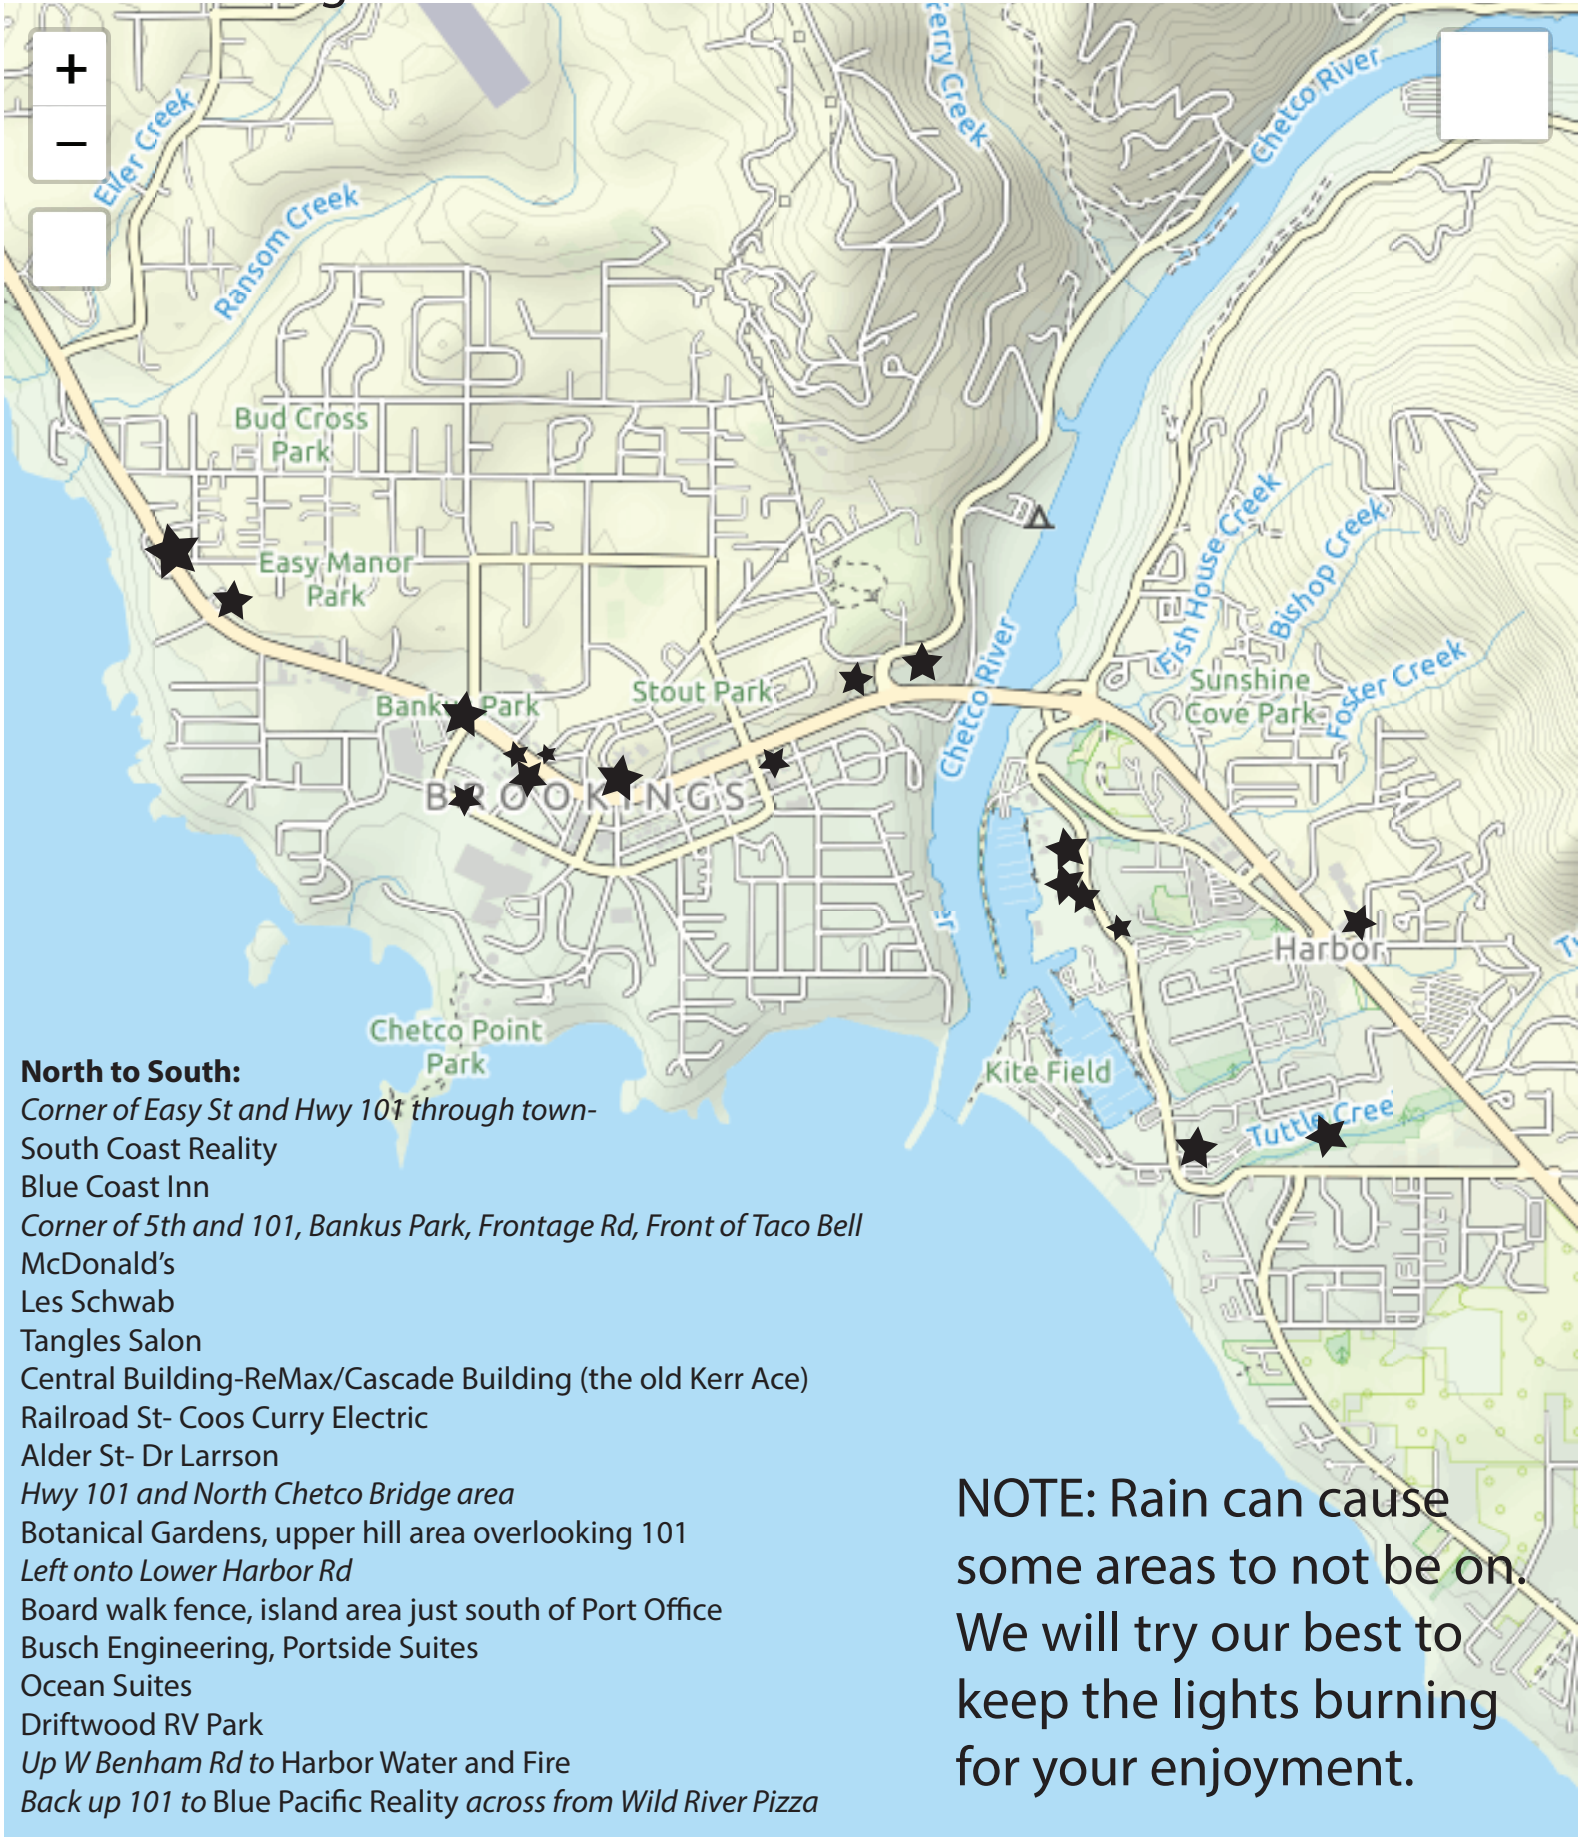 +
−
Eiler Creek
Ransom Creek
Ferry Creek
Chetco River
Bud Cross
Park
Easy Manor
Park
Bankus Park
Stout Park
Fish House Creek
Bishop Creek
Foster Creek
Sunshine
Cove Park
Chetco River
BROOKINGS
Harbor
Chetco Point
Park
Kite Field
Tuttle Cree
North to South:
Corner of Easy St and Hwy 101 through town-
South Coast Reality
Blue Coast Inn
Corner of 5th and 101, Bankus Park, Frontage Rd, Front of Taco Bell
McDonald's
Les Schwab
Tangles Salon
Central Building-ReMax/Cascade Building (the old Kerr Ace)
Railroad St- Coos Curry Electric
Alder St- Dr Larrson
Hwy 101 and North Chetco Bridge area
Botanical Gardens, upper hill area overlooking 101
Left onto Lower Harbor Rd
Board walk fence, island area just south of Port Office
Busch Engineering, Portside Suites
Ocean Suites
Driftwood RV Park
Up W Benham Rd to Harbor Water and Fire
Back up 101 to Blue Pacific Reality across from Wild River Pizza
NOTE: Rain can cause
some areas to not be on.
We will try our best to
keep the lights burning
for your enjoyment.